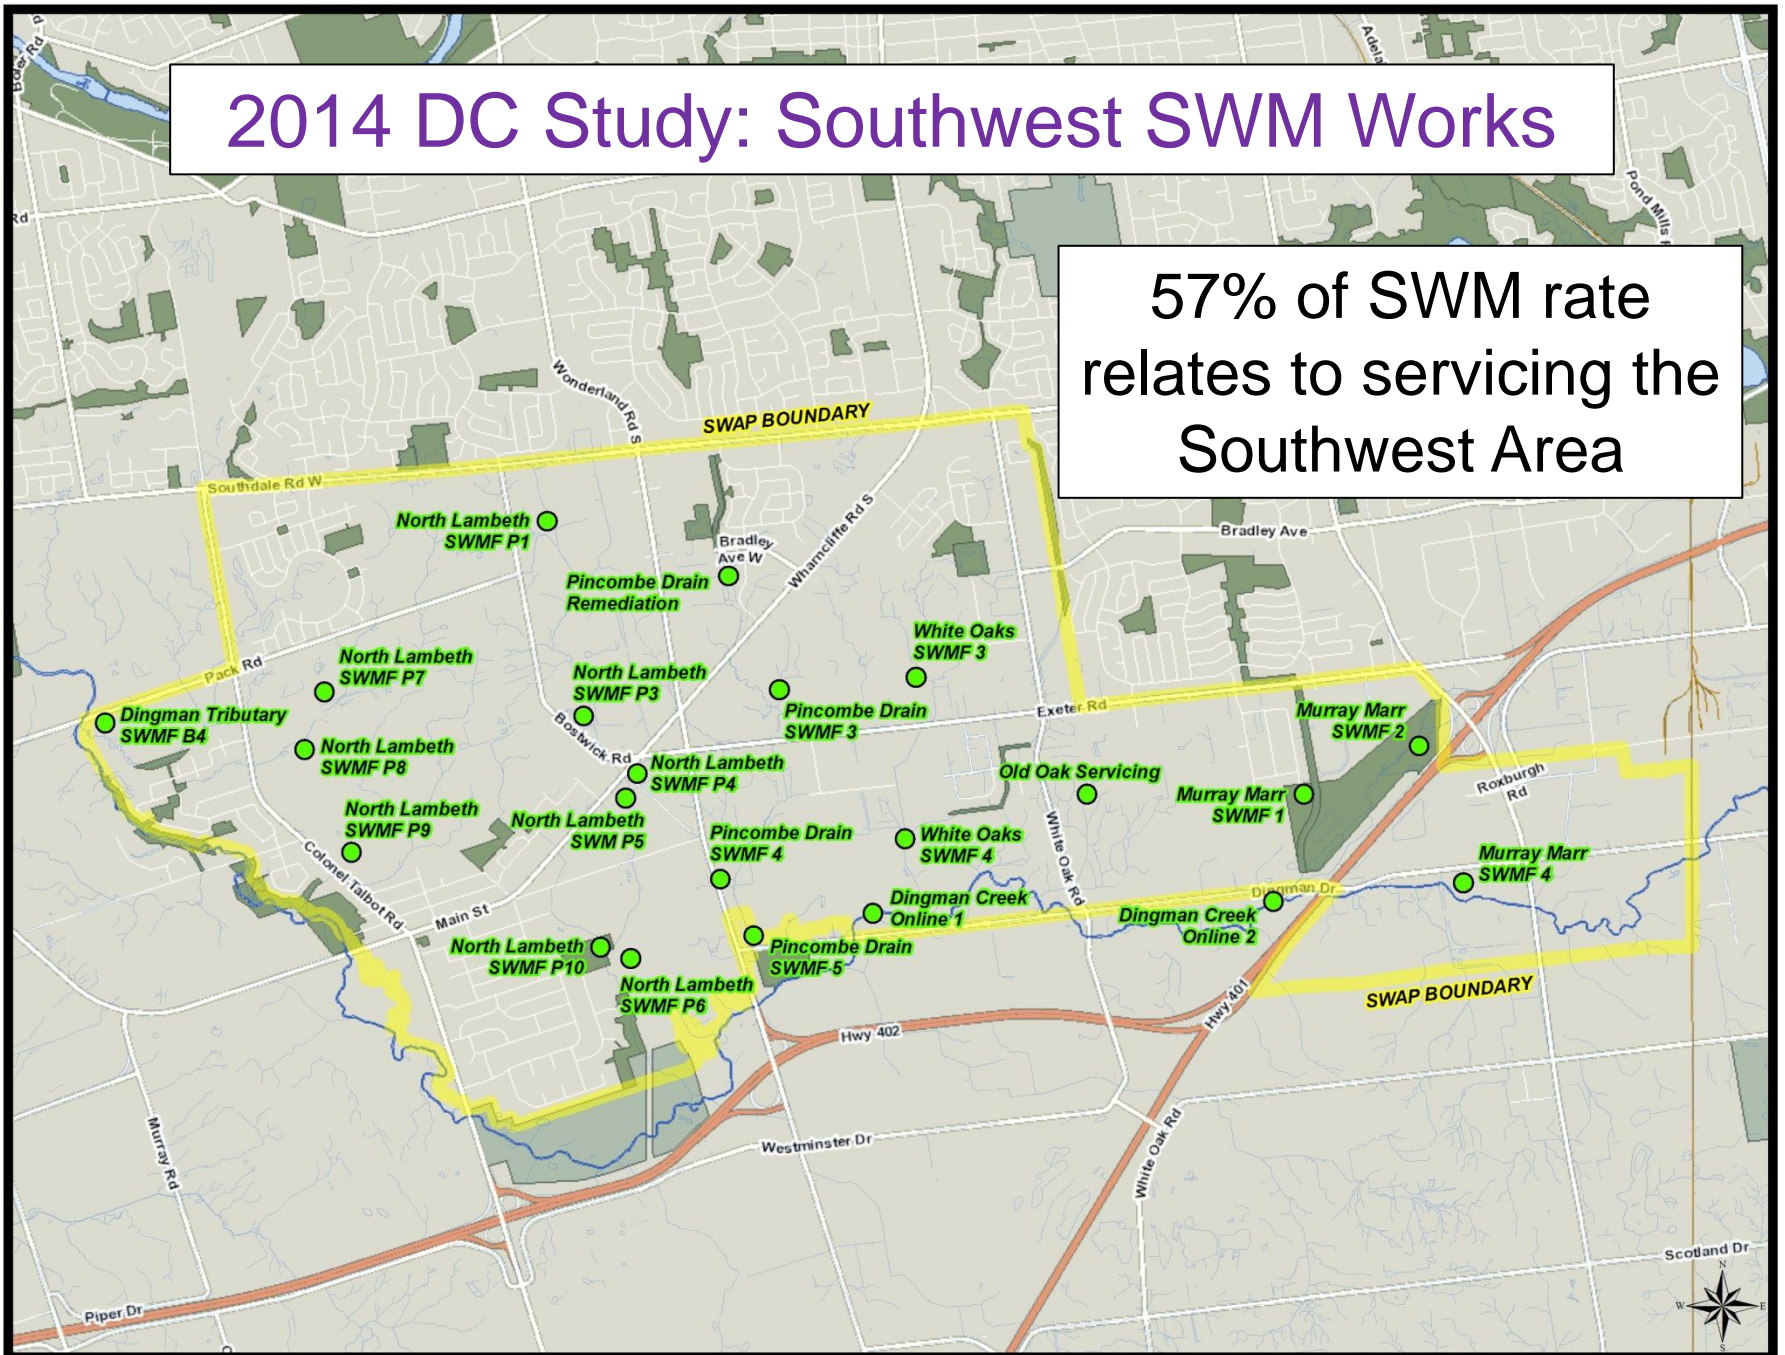 Boler Rd
Rd
Adela
2014 DC Study: Southwest SWM Works
Pond Mills R
Rd
57% of SWM rate
relates to servicing the
Southwest Area
Wonderland Rd S
SWAP BOUNDARY
Southdale Rd W
North Lambeth
SWMF P1
Bradley
Ave W
Wharncliffe Rd S
Bradley Ave
Pincombe Drain
Remediation
White Oaks
SWMF 3
North Lambeth
SWMF P7
Pack Rd
North Lambeth
SWMF P3
Pincombe Drain
SWMF 3
Exeter Rd
Murray Marr
SWMF 2
Dingman Tributary
SWMF B4
Bostwick Rd
North Lambeth
SWMF P8
North Lambeth
SWMF P4
Old Oak Servicing
Roxburgh
Rd
Murray Marr
SWMF 1
North Lambeth
SWMF P9
North Lambeth
SWM P5
Pincombe Drain
SWMF 4
White Oaks
SWMF 4
White Oak Rd
Murray Marr
SWMF 4
Colonel Talbot Rd
Main St
Dingman Creek
Online 1
Dingman Dr
Dingman Creek
Online 2
North Lambeth
SWMF P10
Pincombe Drain
SWMF 5
North Lambeth
SWMF P6
SWAP BOUNDARY
Hwy 401
Hwy 402
Murray Rd
Westminster Dr
White Oak Rd
Scotland Dr
Piper Dr
N
W
E
S